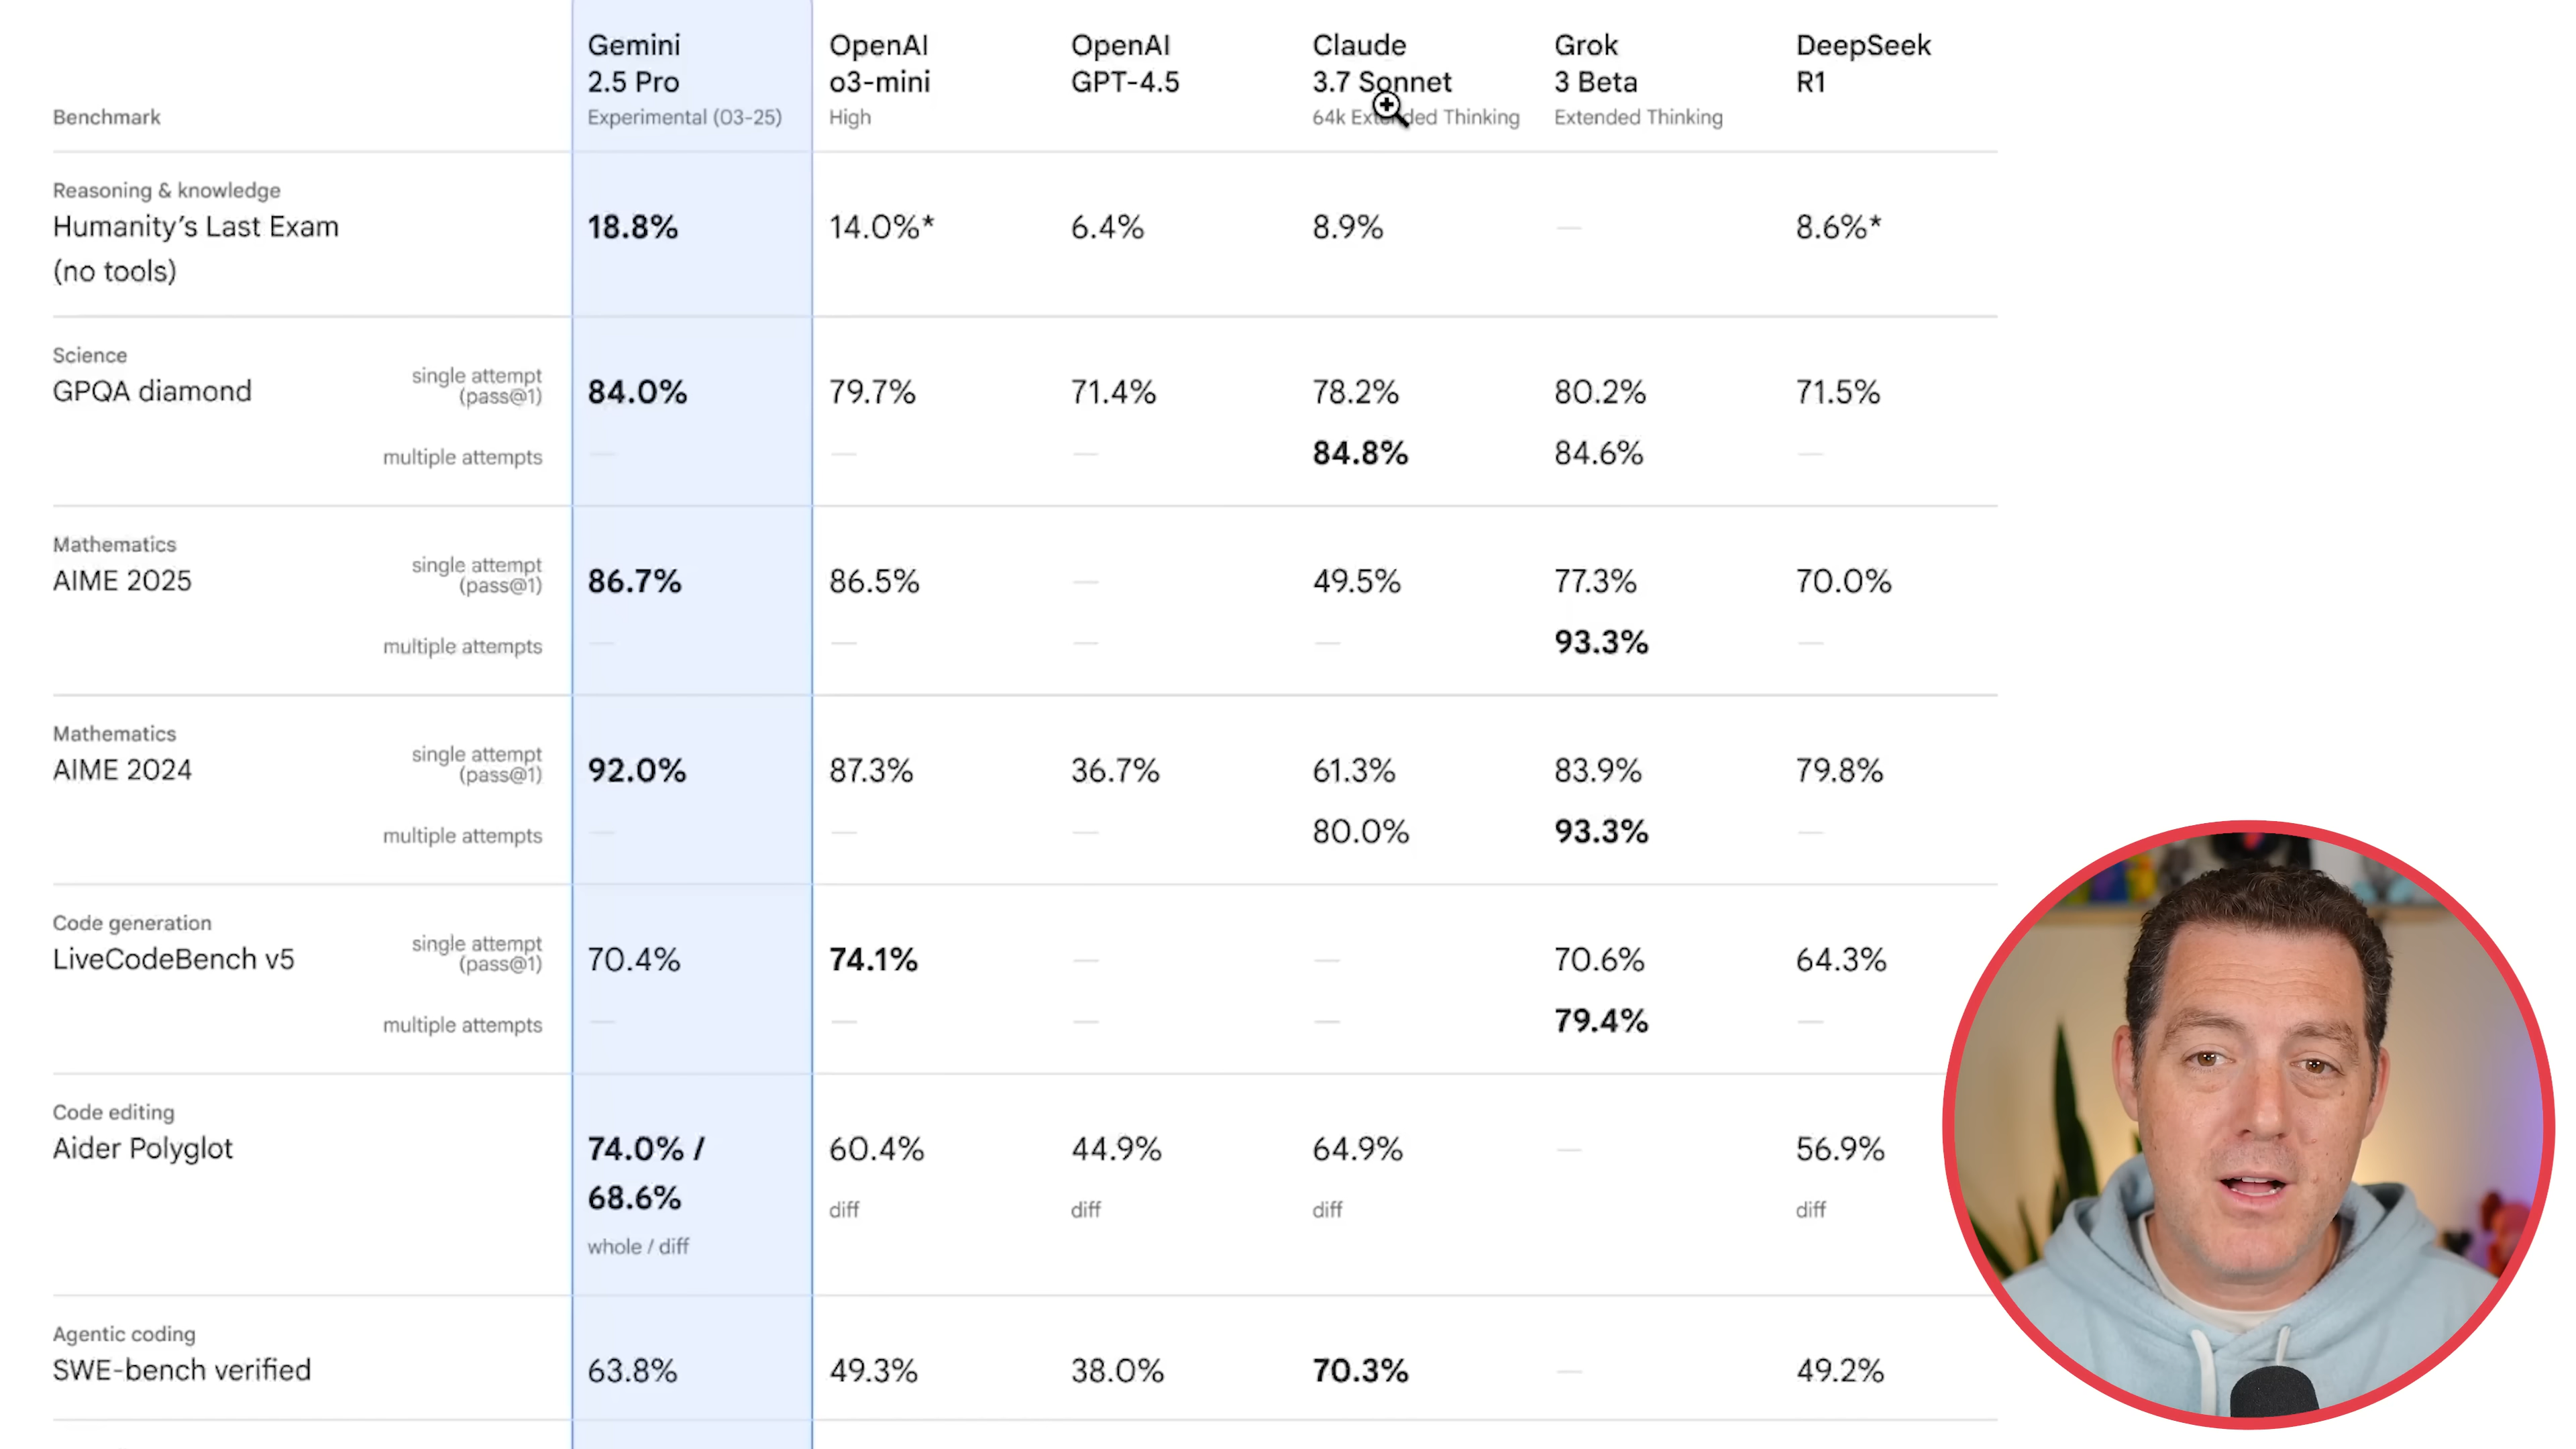 Benchmark
Gemini
2.5 Pro
Experimental (03-25)
OpenAI
o3-mini
High
OpenAI
GPT-4.5
Claude
3.7 Sonnet
64k Extended Thinking
Grok
3 Beta
Extended Thinking
DeepSeek
R1
Reasoning & knowledge
Humanity's Last Exam
(no tools)
18.8%
14.0%*
6.4%
8.9%
—
8.6%*
Science
GPQA diamond
single attempt
(pass@1)
84.0%
79.7%
71.4%
78.2%
80.2%
71.5%
multiple attempts
—
—
—
84.8%
84.6%
—
Mathematics
AIME 2025
single attempt
(pass@1)
86.7%
86.5%
—
49.5%
77.3%
70.0%
multiple attempts
—
—
—
—
93.3%
—
Mathematics
AIME 2024
single attempt
(pass@1)
92.0%
87.3%
36.7%
61.3%
83.9%
79.8%
multiple attempts
—
—
—
80.0%
93.3%
—
Code generation
LiveCodeBench v5
single attempt
(pass@1)
70.4%
74.1%
—
—
70.6%
64.3%
multiple attempts
—
—
—
—
79.4%
—
Code editing
Aider Polyglot
74.0% /
68.6%
whole / diff
60.4%
diff
44.9%
diff
64.9%
diff
—
56.9%
diff
Agentic coding
SWE-bench verified
63.8%
49.3%
38.0%
70.3%
—
49.2%